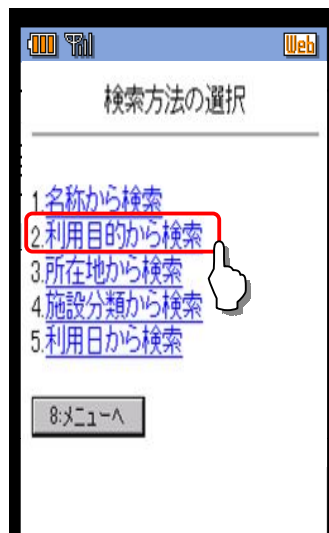 Web
検索方法の選択
1.名称から検索
2.利用目的から検索
3.所在地から検索
4.施設分類から検索
5.利用日から検索
8:メニューへ